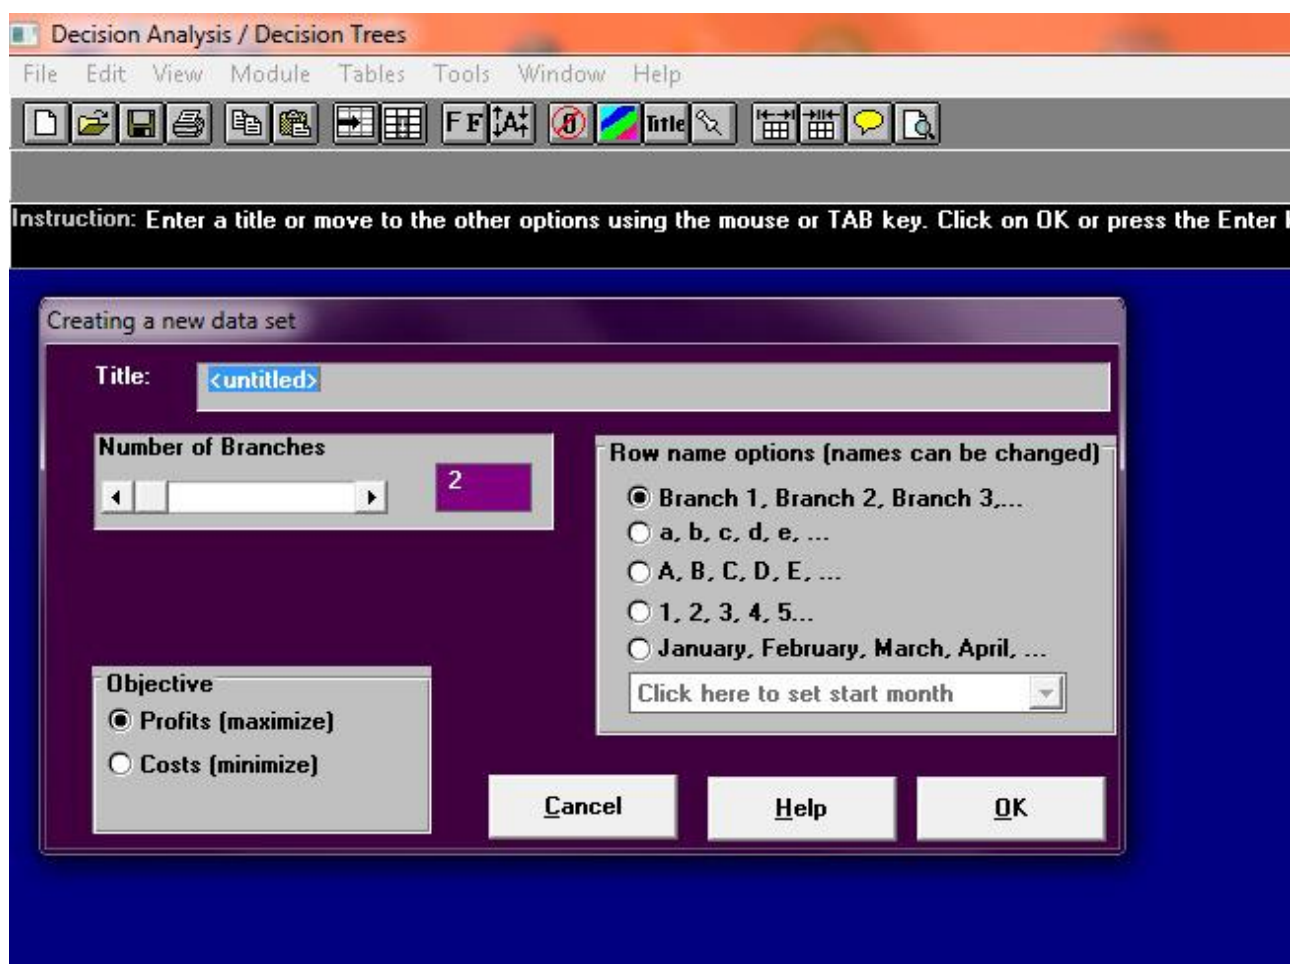 Decision Analysis / Decision Trees
File Edit View Module Tables Tools Window Help
F F A Title
Instruction: Enter a title or move to the other options using the mouse or TAB key. Click on OK or press the Enter
Creating a new data set
Title: <untitled>
Number of Branches
2
Row name options (names can be changed)
Branch 1, Branch 2, Branch 3,...
a, b, c, d, e, ...
A, B, C, D, E, ...
1, 2, 3, 4, 5...
January, February, March, April, ...
Click here to set start month
Objective
Profits (maximize)
Costs (minimize)
Cancel Help OK